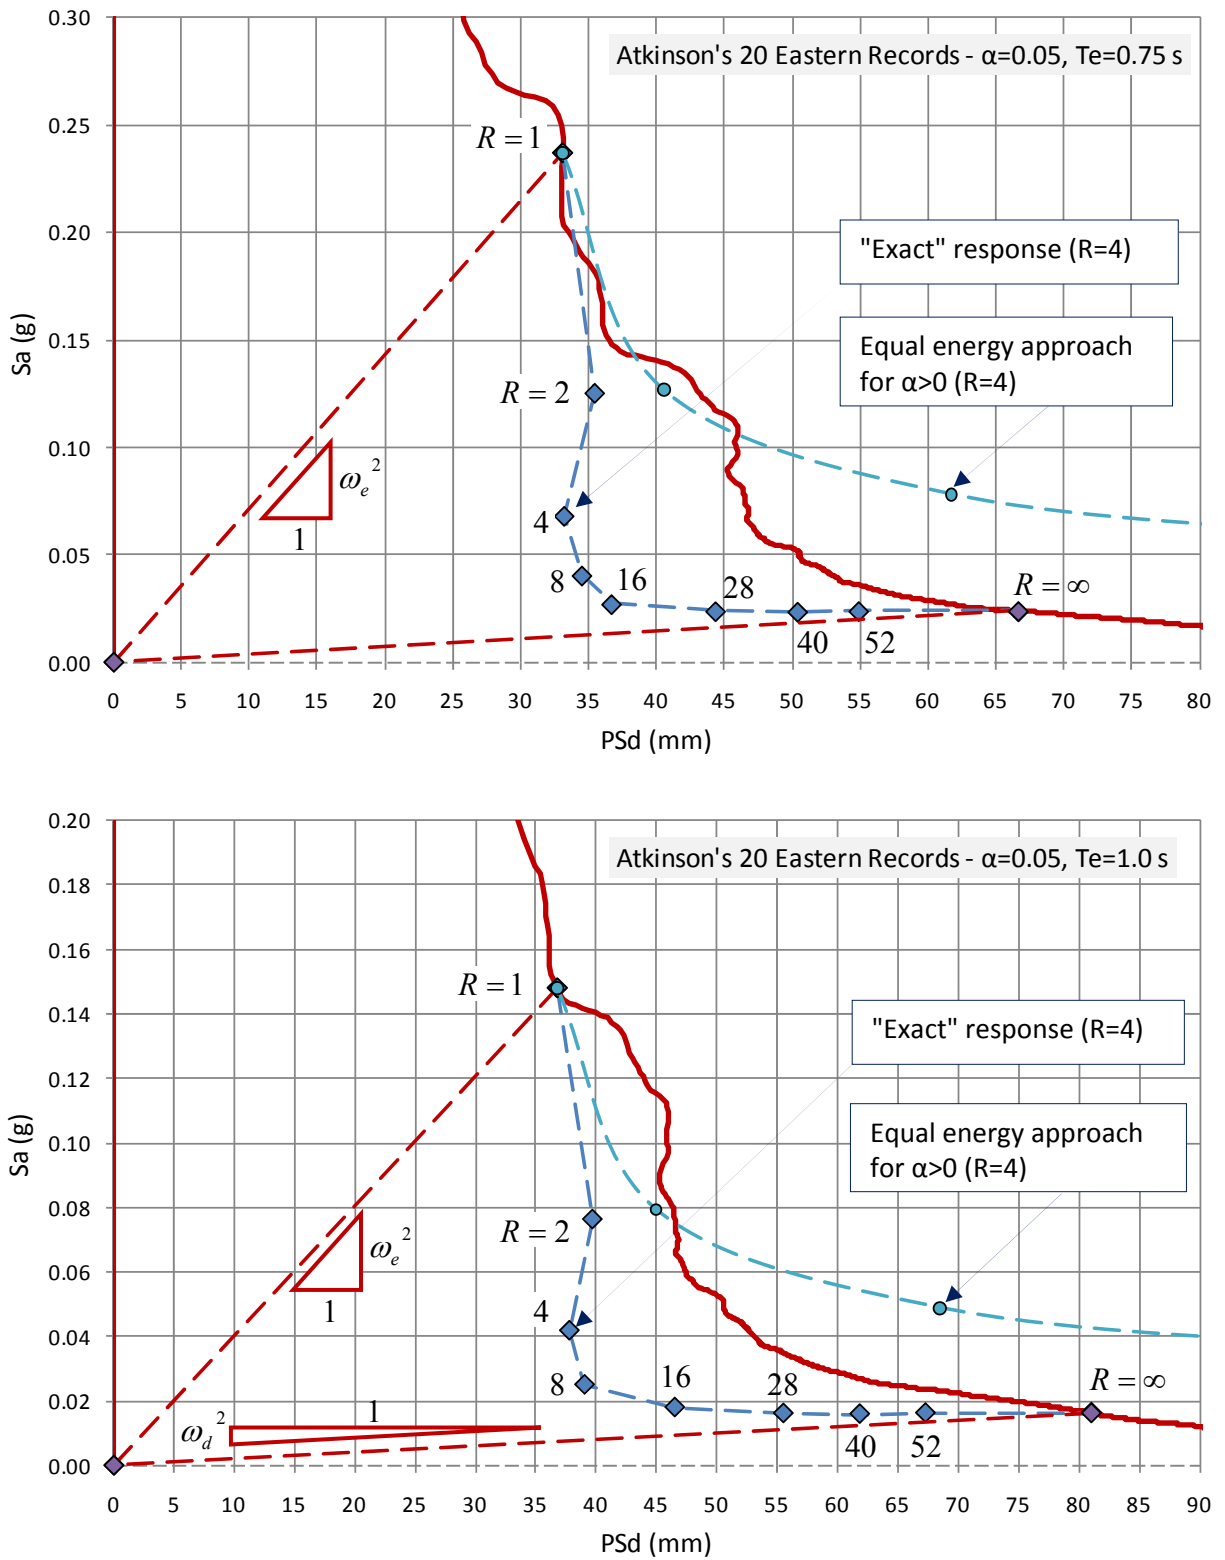 0.30
Atkinson's 20 Eastern Records - α=0.05, Te=0.75 s
0.25
R = 1
0.20
"Exact" response (R=4)
Equal energy approach
for α>0 (R=4)
0.15
Sa (g)
R = 2
0.10
ωe²
1
4
0.05
8
16
28
R = ∞
40
52
0.00
0 5 10 15 20 25 30 35 40 45 50 55 60 65 70 75 80
PSd (mm)
0.20
Atkinson's 20 Eastern Records - α=0.05, Te=1.0 s
0.18
0.16
R = 1
0.14
"Exact" response (R=4)
0.12
Equal energy approach
for α>0 (R=4)
0.10
Sa (g)
0.08
R = 2
ωe²
0.06
1
4
0.04
8
16
28
R = ∞
0.02
ωd²
1
40
52
0.00
0 5 10 15 20 25 30 35 40 45 50 55 60 65 70 75 80 85 90
PSd (mm)